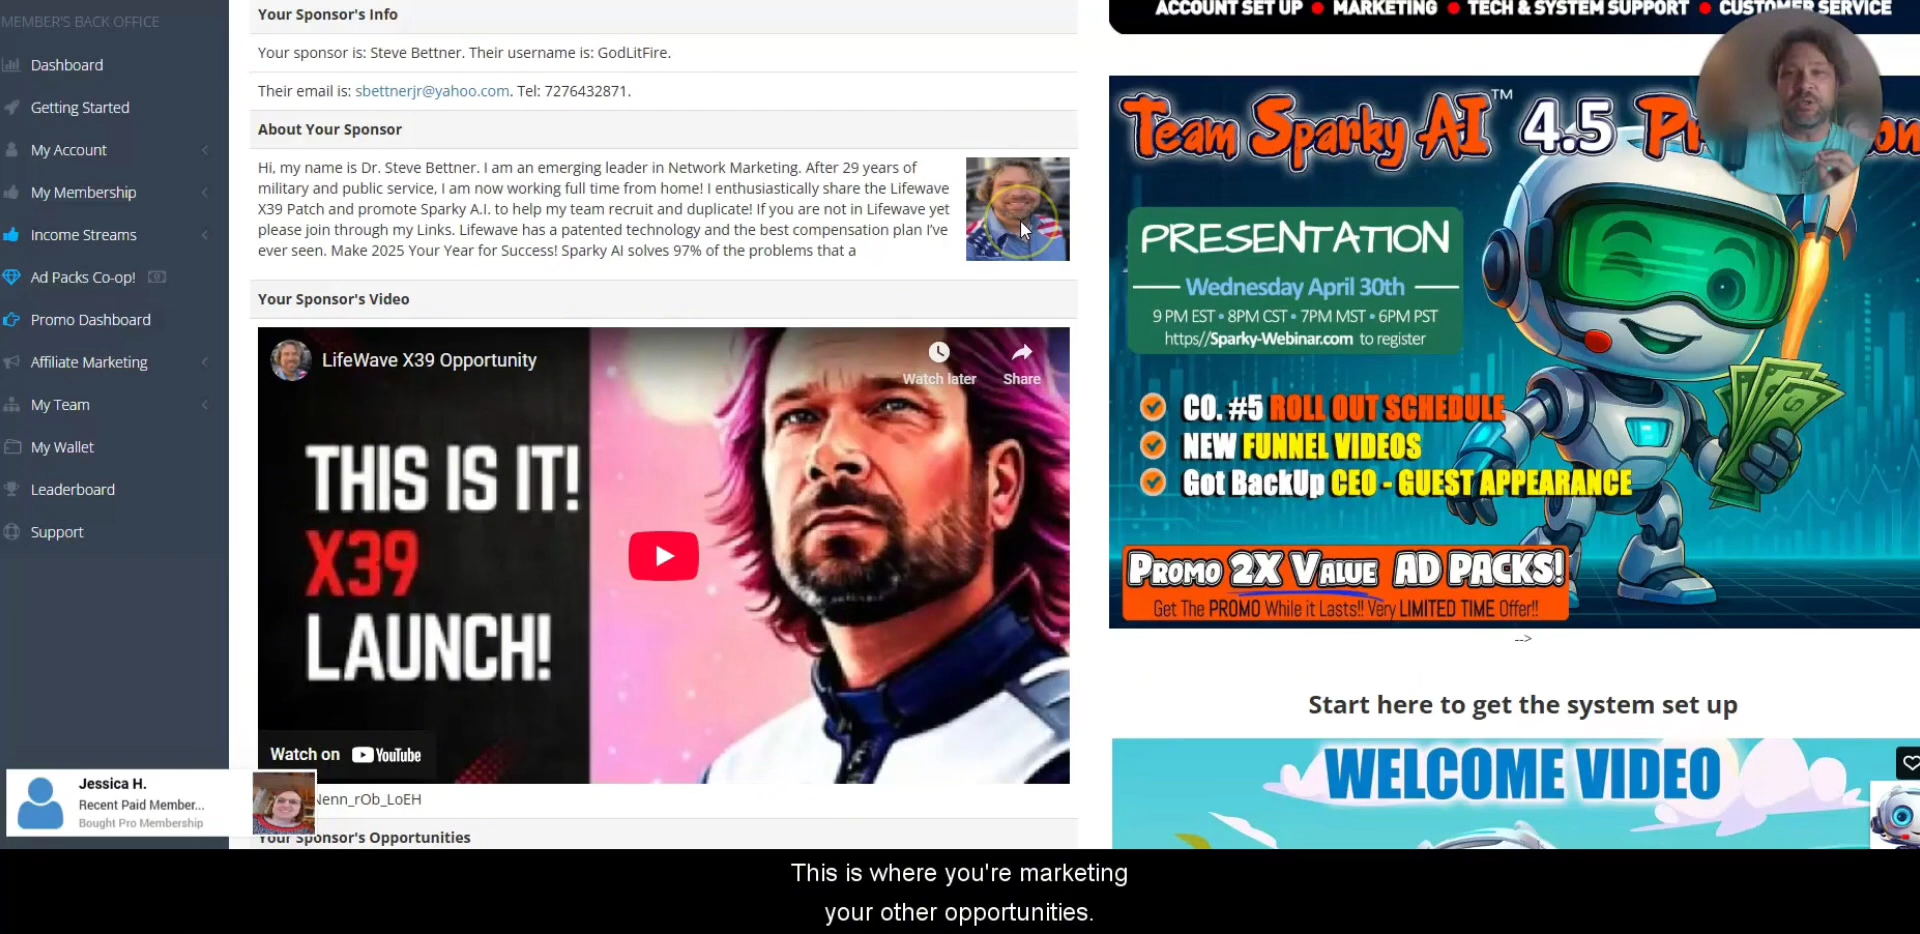 MEMBER'S BACK OFFICE
Dashboard
Getting Started
My Account
My Membership
Income Streams
Ad Packs Co-op!
Promo Dashboard
Affiliate Marketing
My Team
My Wallet
Leaderboard
Support
Jessica H.
Recent Paid Member...
Bought Pro Membership
Your Sponsor's Info
Your sponsor is: Steve Bettner. Their username is: GodLitFire.
Their email is: sbettnerjr@yahoo.com. Tel: 7276432871.
About Your Sponsor
Hi, my name is Dr. Steve Bettner. I am an emerging leader in Network Marketing. After 29 years of
military and public service, I am now working full time from home! I enthusiastically share the Lifewave
X39 Patch and promote Sparky A.I. to help my team recruit and duplicate! If you are not in Lifewave yet
please join through my Links. Lifewave has a patented technology and the best compensation plan I've
ever seen. Make 2025 Your Year for Success! Sparky AI solves 97% of the problems that a
Your Sponsor's Video
LifeWave X39 Opportunity
Watch later
Share
THIS IS IT!
X39
LAUNCH!
Watch on YouTube
Nenn_rOb_LoEH
Your Sponsor's Opportunities
ACCOUNT SET UP • MARKETING • TECH & SYSTEM SUPPORT • CUSTOMER SERVICE
Team Sparky AI™ 4.5
PRESENTATION
Wednesday April 30th
9 PM EST • 8PM CST • 7PM MST • 6PM PST
https//Sparky-Webinar.com to register
CO. #5 ROLL OUT SCHEDULE
NEW FUNNEL VIDEOS
Got BackUp CEO - GUEST APPEARANCE
PROMO 2X VALUE AD PACKS!
Get The PROMO While it Lasts!! Very LIMITED TIME Offer!!
-->
Start here to get the system set up
WELCOME VIDEO
This is where you're marketing
your other opportunities.